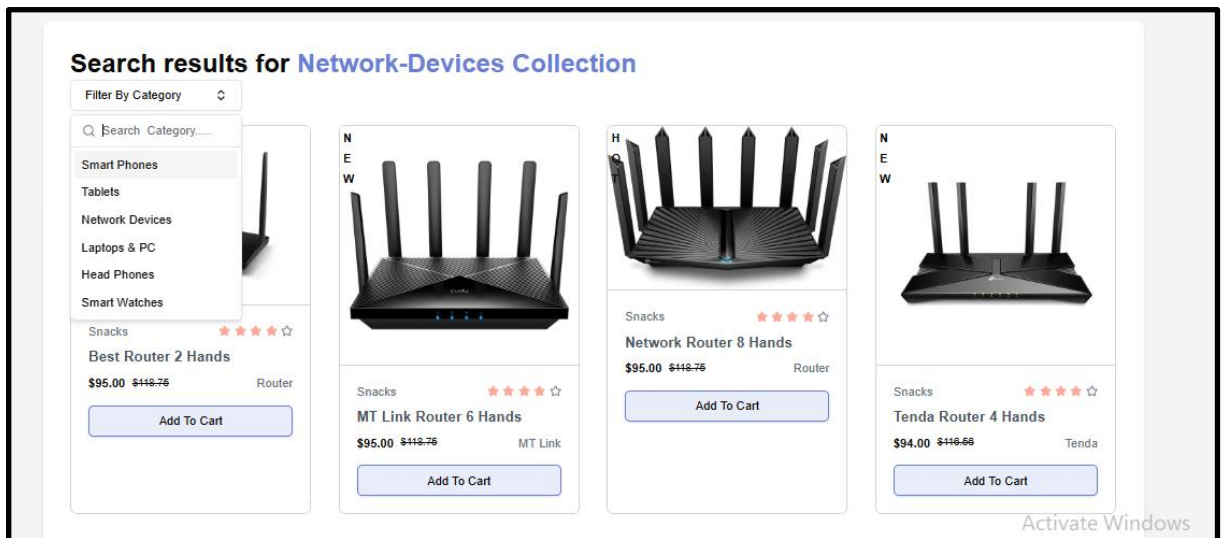 Search results for Network-Devices Collection
Filter By Category
Search Category.....
Smart Phones
Tablets
Network Devices
Laptops & PC
Head Phones
Smart Watches
Snacks
Best Router 2 Hands
$95.00 $118.75 Router
Add To Cart
N
E
W
cudy
Snacks
MT Link Router 6 Hands
$95.00 $118.75 MT Link
Add To Cart
H
O
T
Snacks
Network Router 8 Hands
$95.00 $118.75 Router
Add To Cart
N
E
W
Snacks
Tenda Router 4 Hands
$94.00 $116.56 Tenda
Add To Cart
Activate Windows